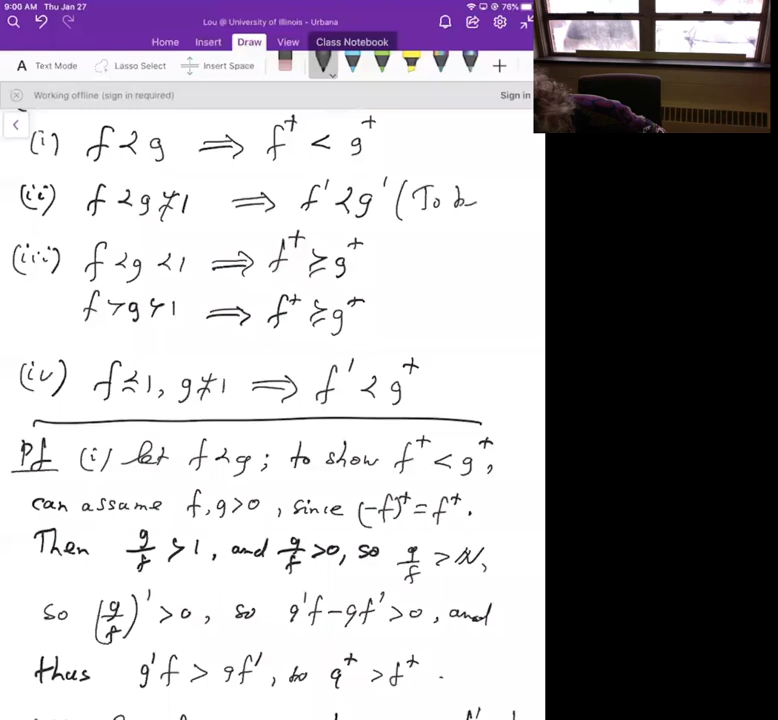 9:00 AM Thu Jan 27
76%
Lou @ University of Illinois - Urbana
Home Insert Draw View Class Notebook
A Text Mode Lasso Select Insert Space
Working offline (sign in required) Sign in
(i) f ≺ g ⟹ f⁺ < g⁺
(ii) f ≺ g ≭ 1 ⟹ f' ≺ g' (To b
(iii) f ≺ g ≺ 1 ⟹ f⁺ ≥ g⁺
f ≻ g ≻ 1 ⟹ f⁺ ≥ g⁺
(iv) f ≼ 1, g ≭ 1 ⟹ f' ≺ g⁺
Pf (i) let f ≺ g; to show f⁺ < g⁺,
can assume f, g > 0, since (-f)⁺ = f⁺.
Then g/f ≻ 1, and g/f > 0, so g/f > ℕ,
so (g/f)' > 0, so g'f - gf' > 0, and
thus g'f > gf', so g⁺ > f⁺.